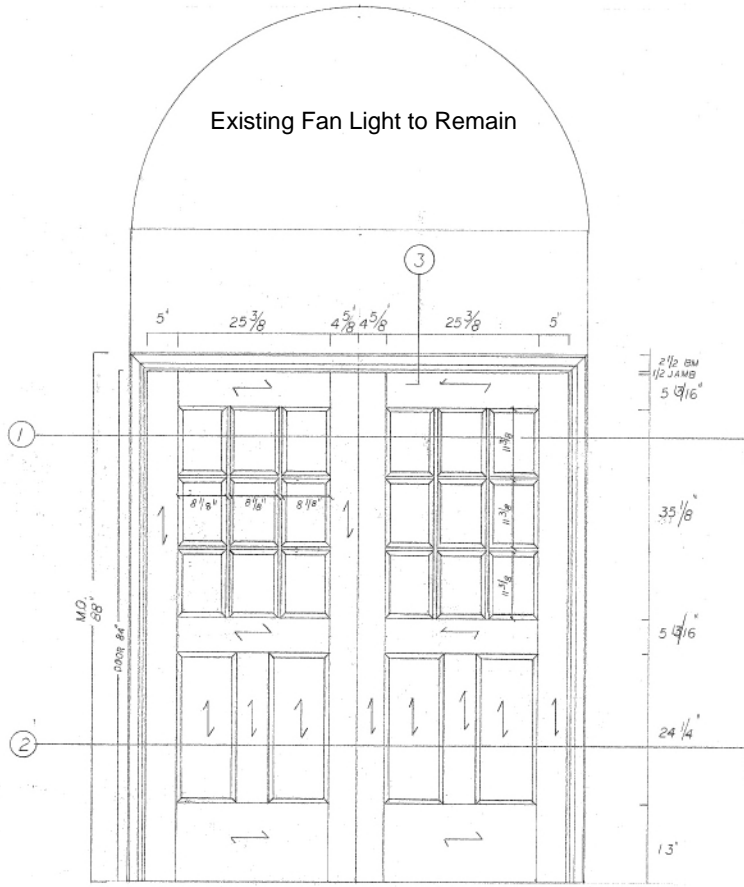 Existing Fan Light to Remain
3
5" 25 3/8 4 5/8" 4 5/8" 25 3/8 5"
2 1/2 BM
1/2 JAMB
5 13/16"
1
11 3/8
8 1/8" 8 1/8" 8 1/8"
11 3/8
35 1/8"
11 3/8
M.O. 88"
DOOR 84"
5 13/16"
2
24 1/4"
13"